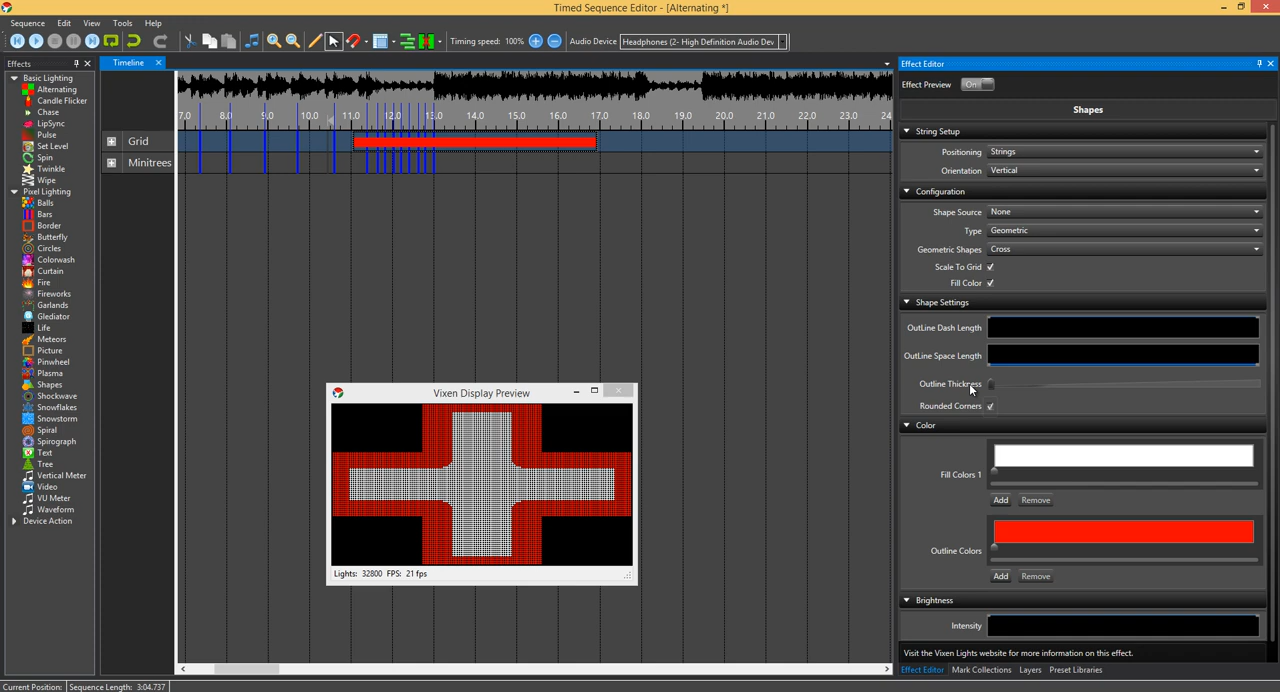 Timed Sequence Editor - [Alternating *]
Sequence Edit View Tools Help
Timing speed: 100% Audio Device Headphones (2- High Definition Audio Dev
Effects
Basic Lighting
Alternating
Candle Flicker
Chase
LipSync
Pulse
Set Level
Spin
Twinkle
Wipe
Pixel Lighting
Balls
Bars
Border
Butterfly
Circles
Colorwash
Curtain
Fire
Fireworks
Garlands
Glediator
Life
Meteors
Picture
Pinwheel
Plasma
Shapes
Shockwave
Snowflakes
Snowstorm
Spiral
Spirograph
Text
Tree
Vertical Meter
Video
VU Meter
Waveform
Device Action
Timeline
7.0 8.0 9.0 10.0 11.0 12.0 13.0 14.0 15.0 16.0 17.0 18.0 19.0 20.0 21.0 22.0 23.0 24
Grid
Minitrees
Vixen Display Preview
Lights: 32800 FPS: 21 fps
Effect Editor
Effect Preview On
Shapes
String Setup
Positioning Strings
Orientation Vertical
Configuration
Shape Source None
Type Geometric
Geometric Shapes Cross
Scale To Grid
Fill Color
Shape Settings
OutLine Dash Length
OutLine Space Length
Outline Thickness
Rounded Corners
Color
Fill Colors 1
Add Remove
Outline Colors
Add Remove
Brightness
Intensity
Visit the Vixen Lights website for more information on this effect.
Effect Editor Mark Collections Layers Preset Libraries
Current Position: Sequence Length: 3:04.737